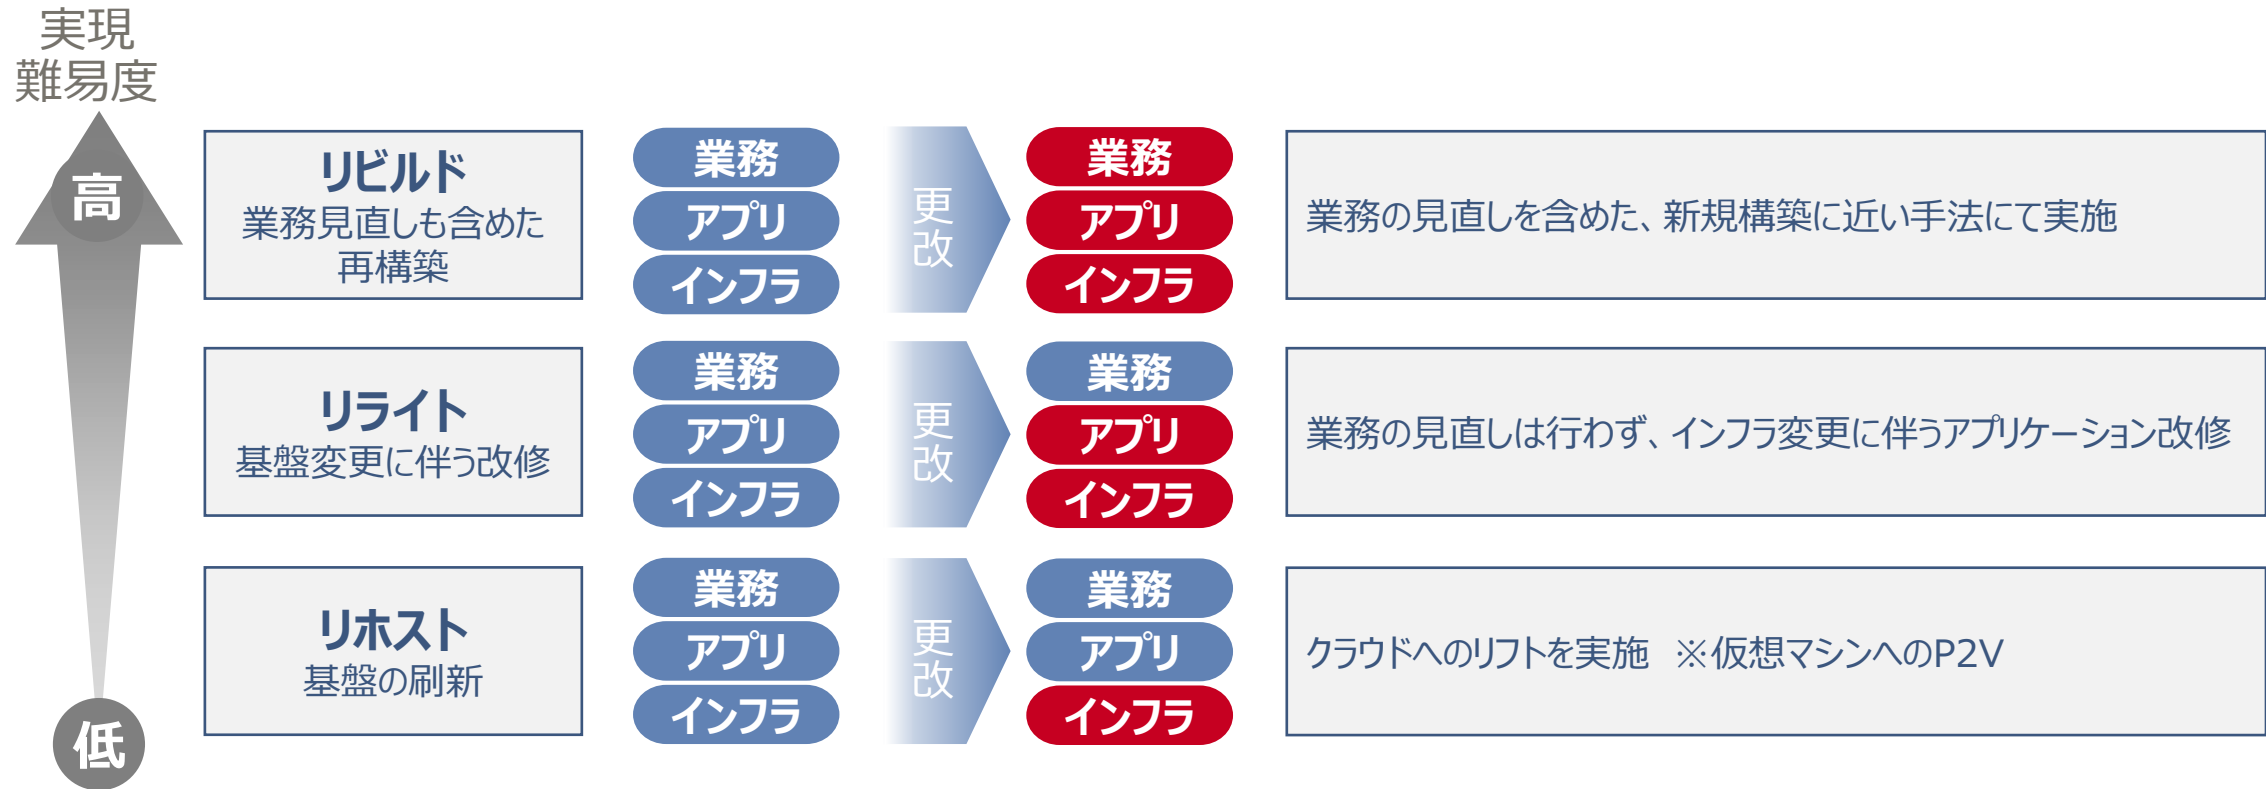 実現
難易度
高
リビルド
業務見直しも含めた
再構築
業務
アプリ
インフラ
更改
業務
アプリ
インフラ
業務の見直しを含めた、新規構築に近い手法にて実施
リライト
基盤変更に伴う改修
業務
アプリ
インフラ
更改
業務
アプリ
インフラ
業務の見直しは行わず、インフラ変更に伴うアプリケーション改修
リホスト
基盤の刷新
業務
アプリ
インフラ
更改
業務
アプリ
インフラ
クラウドへのリフトを実施　※仮想マシンへのP2V
低